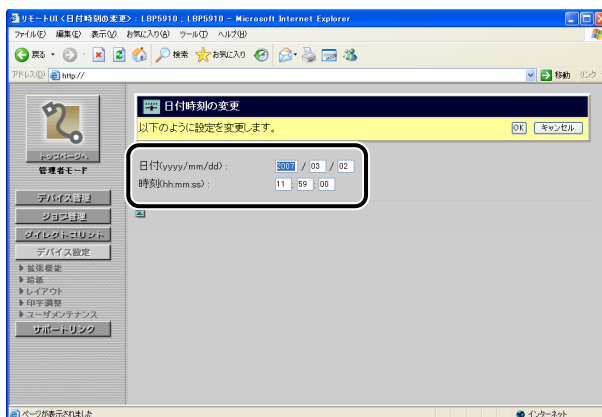 リモートUI <日付時刻の変更> : LBP5910 ; LBP5910 - Microsoft Internet Explorer
ファイル(F) 編集(E) 表示(V) お気に入り(A) ツール(T) ヘルプ(H)
戻る 検索 お気に入り
アドレス(D) http:// 移動 リンク
日付時刻の変更
以下のように設定を変更します。 OK キャンセル
トップページへ
管理者モード
日付(yyyy/mm/dd) : 2007 / 03 / 02
時刻(hh:mm:ss) : 11 : 59 : 00
デバイス管理
ジョブ管理
ダイレクトプリント
デバイス設定
拡張機能
給紙
レイアウト
印字調整
ユーザメンテナンス
サポートリンク
ページが表示されました インターネット